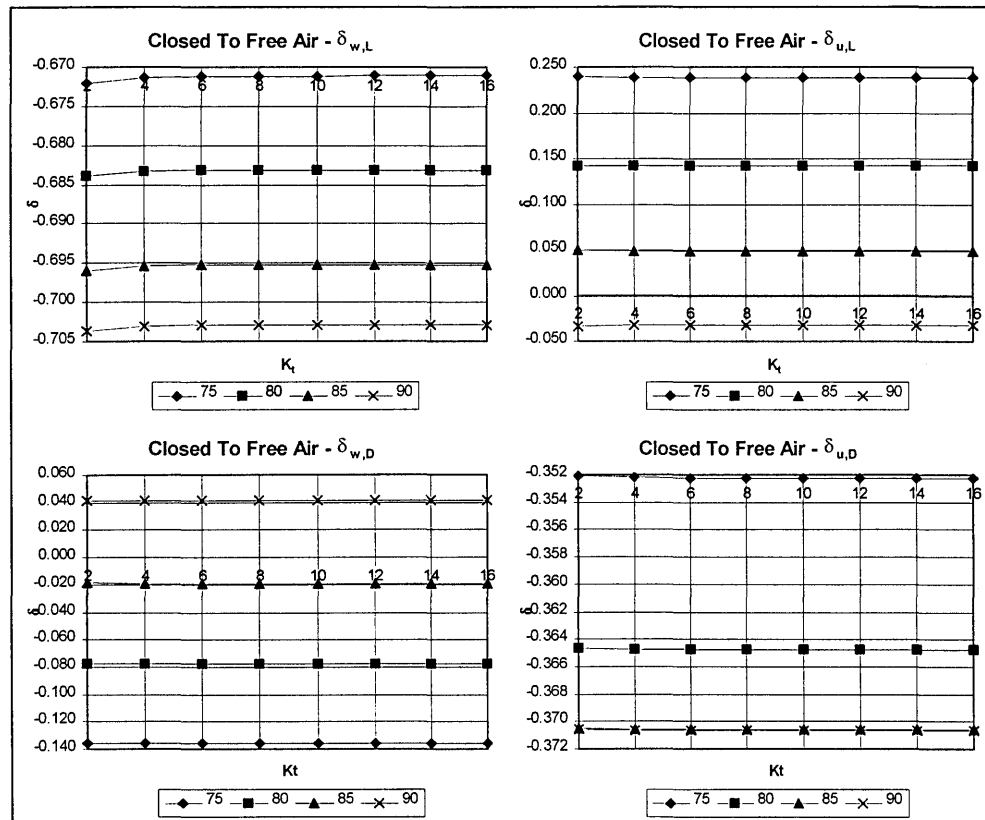 Closed To Free Air - δw,L
-0.670
-0.675
-0.680
-0.685
-0.690
-0.695
-0.700
-0.705
δ
2 4 6 8 10 12 14 16
Kt
75 80 85 90
Closed To Free Air - δu,L
0.250
0.200
0.150
0.100
0.050
0.000
-0.050
δ
2 4 6 8 10 12 14 16
Kt
75 80 85 90
Closed To Free Air - δw,D
0.060
0.040
0.020
0.000
-0.020
-0.040
-0.060
-0.080
-0.100
-0.120
-0.140
δ
2 4 6 8 10 12 14 16
Kt
75 80 85 90
Closed To Free Air - δu,D
-0.352
-0.354
-0.356
-0.358
-0.360
-0.362
-0.364
-0.366
-0.368
-0.370
-0.372
δ
2 4 6 8 10 12 14 16
Kt
75 80 85 90